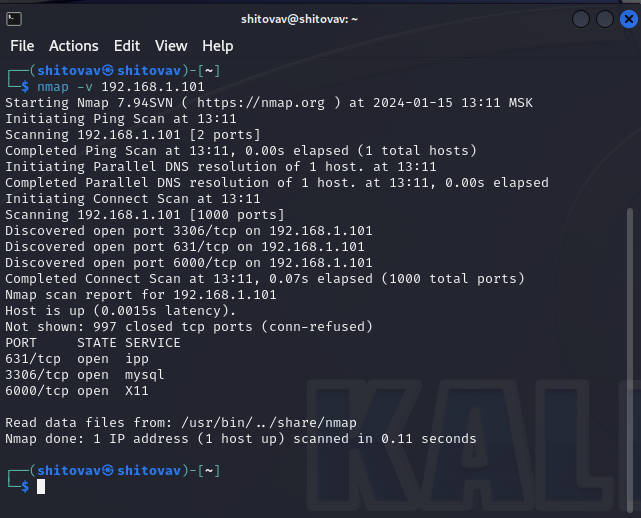 shitovav@shitovav: ~
File Actions Edit View Help
┌──(shitovav㉿shitovav)-[~]
└─$ nmap -v 192.168.1.101
Starting Nmap 7.94SVN ( https://nmap.org ) at 2024-01-15 13:11 MSK
Initiating Ping Scan at 13:11
Scanning 192.168.1.101 [2 ports]
Completed Ping Scan at 13:11, 0.00s elapsed (1 total hosts)
Initiating Parallel DNS resolution of 1 host. at 13:11
Completed Parallel DNS resolution of 1 host. at 13:11, 0.00s elapsed
Initiating Connect Scan at 13:11
Scanning 192.168.1.101 [1000 ports]
Discovered open port 3306/tcp on 192.168.1.101
Discovered open port 631/tcp on 192.168.1.101
Discovered open port 6000/tcp on 192.168.1.101
Completed Connect Scan at 13:11, 0.07s elapsed (1000 total ports)
Nmap scan report for 192.168.1.101
Host is up (0.0015s latency).
Not shown: 997 closed tcp ports (conn-refused)
PORT     STATE SERVICE
631/tcp  open  ipp
3306/tcp open  mysql
6000/tcp open  X11
Read data files from: /usr/bin/../share/nmap
Nmap done: 1 IP address (1 host up) scanned in 0.11 seconds
┌──(shitovav㉿shitovav)-[~]
└─$
KAL